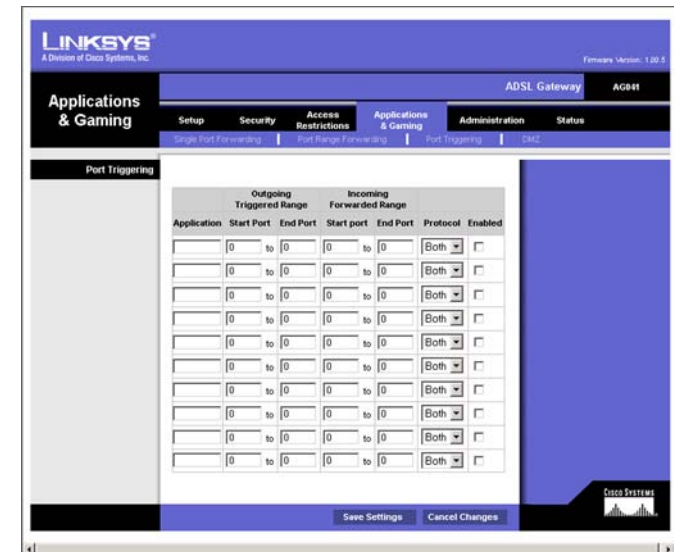 LINKSYS®
A Division of Cisco Systems, Inc.
Firmware Version: 1.00.5
ADSL Gateway AG041
Applications & Gaming
Setup Security Access Restrictions Applications & Gaming Administration Status
Single Port Forwarding | Port Range Forwarding | Port Triggering | DMZ
Port Triggering
Outgoing Triggered Range Incoming Forwarded Range
Application Start Port End Port Start port End Port Protocol Enabled
0 to 0 0 to 0 Both
0 to 0 0 to 0 Both
0 to 0 0 to 0 Both
0 to 0 0 to 0 Both
0 to 0 0 to 0 Both
0 to 0 0 to 0 Both
0 to 0 0 to 0 Both
0 to 0 0 to 0 Both
0 to 0 0 to 0 Both
0 to 0 0 to 0 Both
Save Settings Cancel Changes
CISCO SYSTEMS